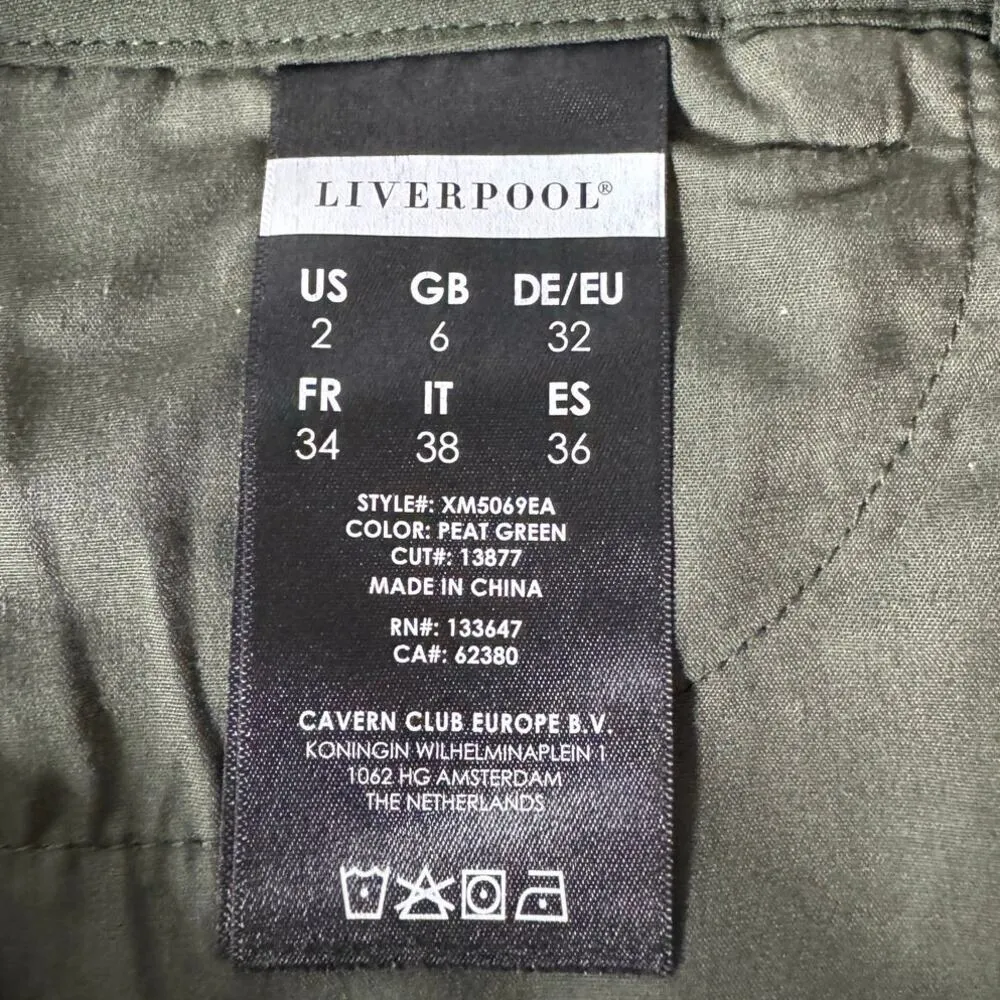 LIVERPOOL®
US GB DE/EU
2 6 32
FR IT ES
34 38 36
STYLE#: XM5069EA
COLOR: PEAT GREEN
CUT#: 13877
MADE IN CHINA
RN#: 133647
CA#: 62380
CAVERN CLUB EUROPE B.V.
KONINGIN WILHELMINAPLEIN 1
1062 HG AMSTERDAM
THE NETHERLANDS